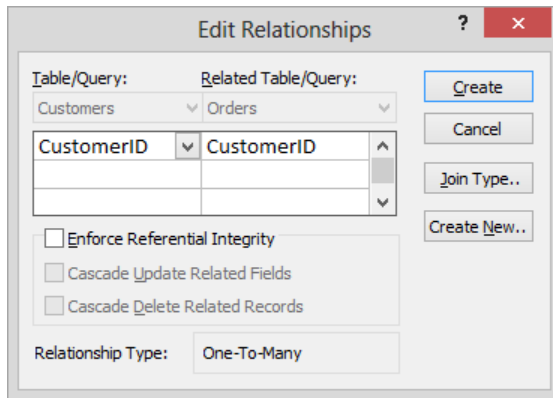 Edit Relationships
? ×
Table/Query: Related Table/Query:
Customers Orders
CustomerID CustomerID
Enforce Referential Integrity
Cascade Update Related Fields
Cascade Delete Related Records
Relationship Type: One-To-Many
Create
Cancel
Join Type..
Create New..